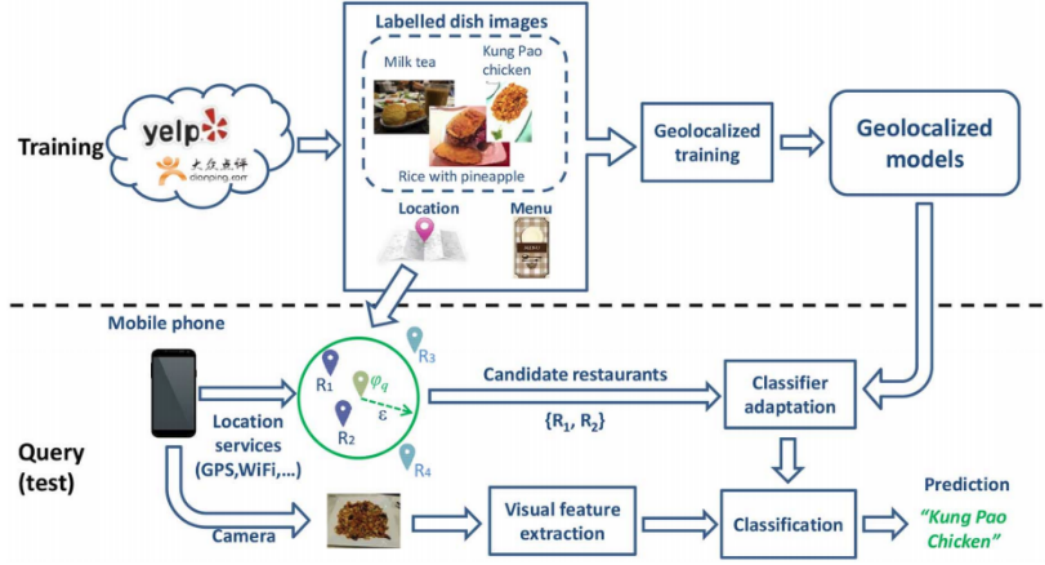 Labelled dish images
Milk tea
Kung Pao
chicken
Rice with pineapple
Location
Menu
MENU
Training
yelp
大众点评
dianping.com
Geolocalized
training
Geolocalized
models
Mobile phone
R1
R2
R3
R4
φq
ε
Candidate restaurants
{R1, R2}
Classifier
adaptation
Location
services
(GPS,WiFi,...)
Query
(test)
Camera
Visual feature
extraction
Classification
Prediction
“Kung Pao
Chicken”